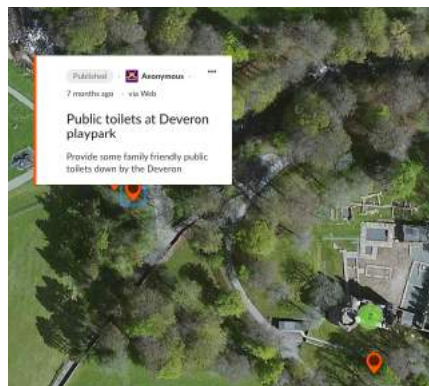 Published · Anonymous ·
7 months ago · via Web
Public toilets at Deveron
playpark
Provide some family friendly public
toilets down by the Deveron